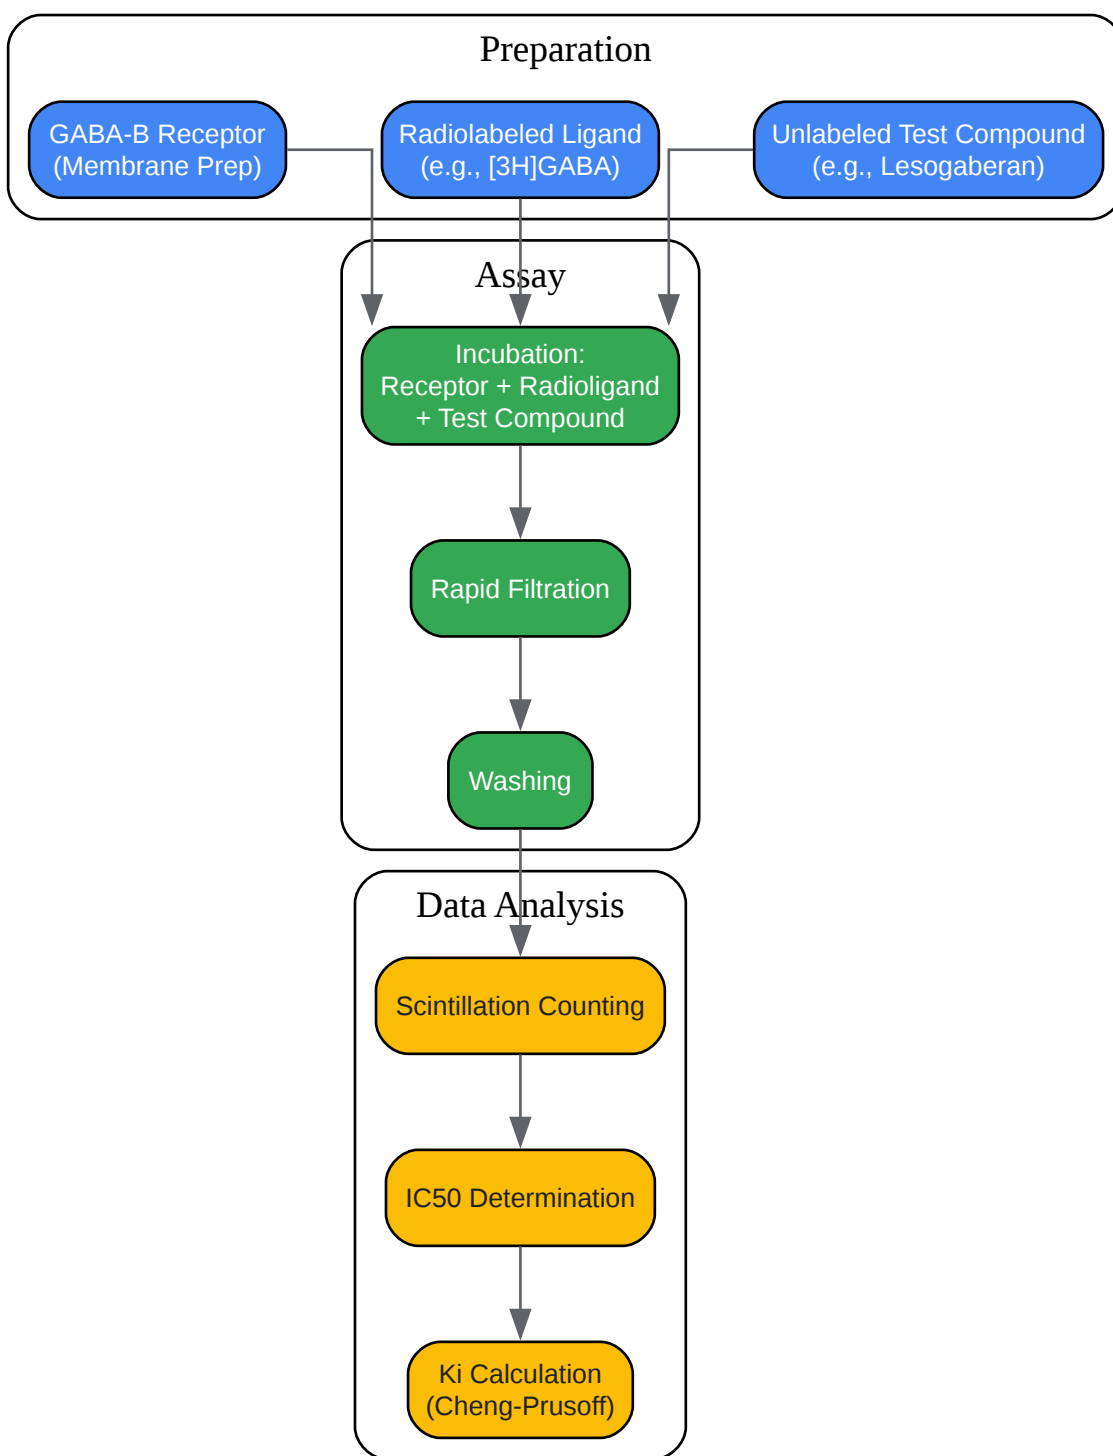 Preparation
GABA-B Receptor
(Membrane Prep)
Radiolabeled Ligand
(e.g., [3H]GABA)
Unlabeled Test Compound
(e.g., Lesogaberan)
Assay
Incubation:
Receptor + Radioligand
+ Test Compound
Rapid Filtration
Washing
Data Analysis
Scintillation Counting
IC50 Determination
Ki Calculation
(Cheng-Prusoff)